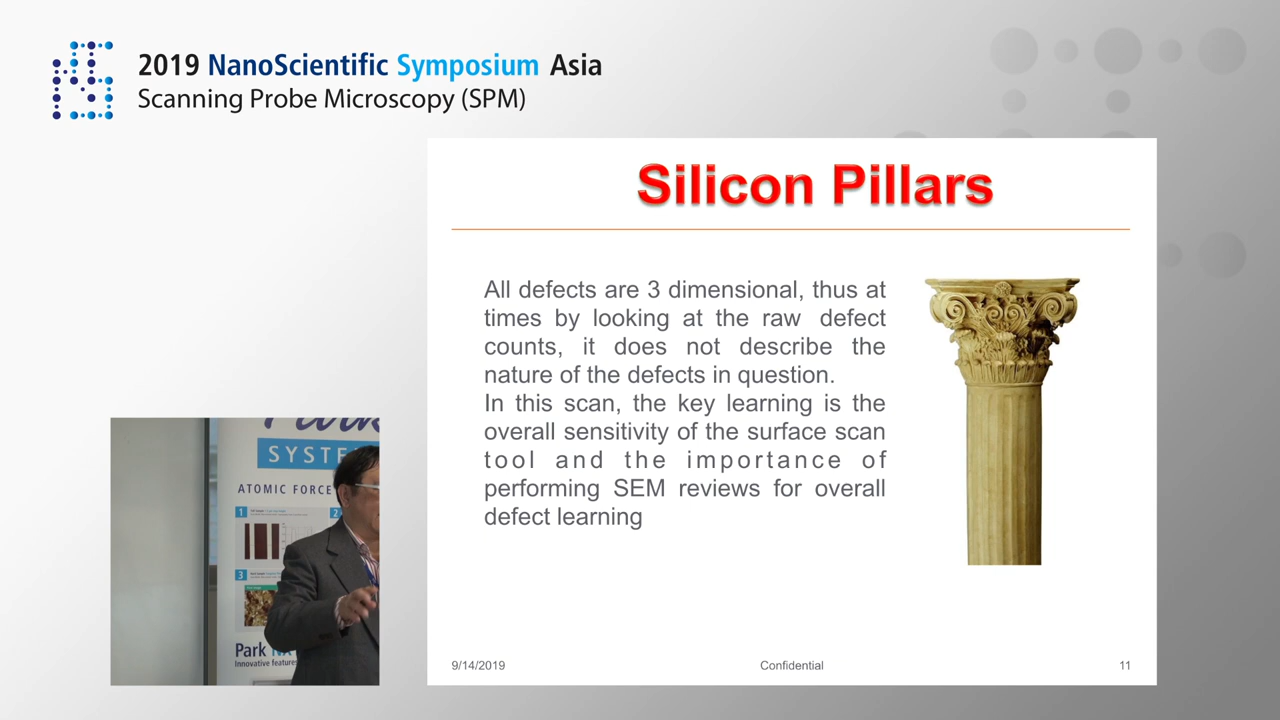 2019 NanoScientific Symposium Asia
Scanning Probe Microscopy (SPM)
Silicon Pillars
All defects are 3 dimensional, thus at
times by looking at the raw defect
counts, it does not describe the
nature of the defects in question.
In this scan, the key learning is the
overall sensitivity of the surface scan
tool and the importance of
performing SEM reviews for overall
defect learning
9/14/2019
Confidential
11
SYSTE
ATOMIC FORCE
1
2
3
Park
Innovative features